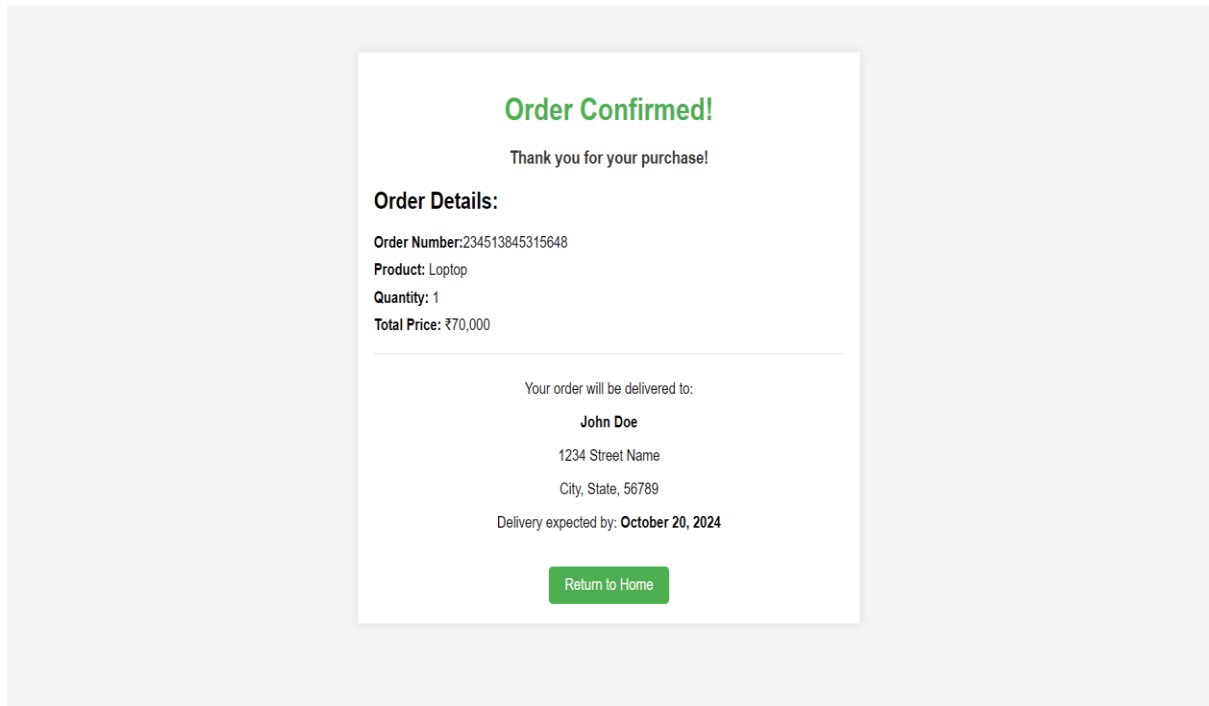 Order Confirmed!
Thank you for your purchase!
Order Details:
Order Number:234513845315648
Product: Loptop
Quantity: 1
Total Price: ₹70,000
Your order will be delivered to:
John Doe
1234 Street Name
City, State, 56789
Delivery expected by: October 20, 2024
Return to Home